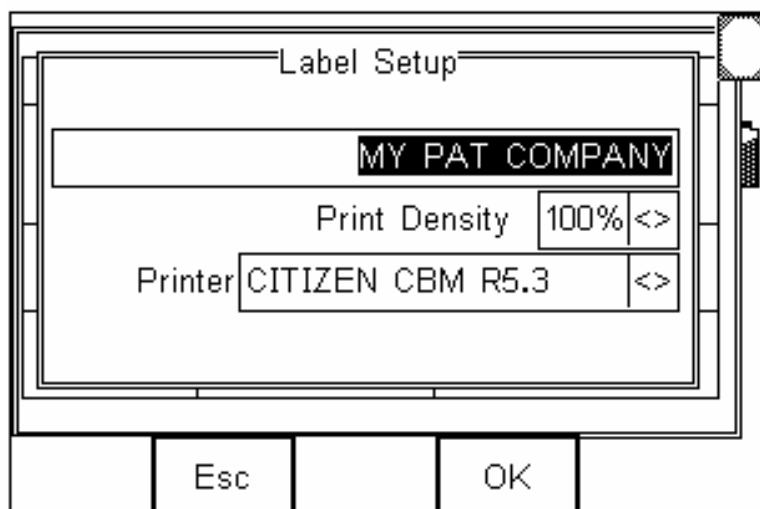 Label Setup
MY PAT COMPANY
Print Density 100% <>
Printer CITIZEN CBM R5.3 <>
Esc OK